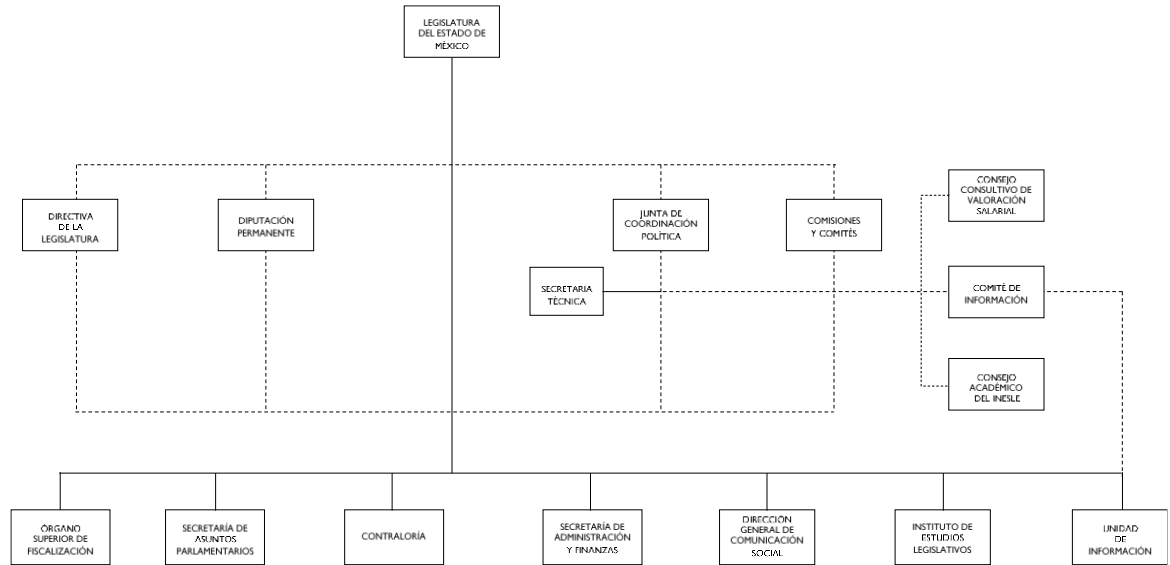 LEGISLATURA
DEL ESTADO DE
MÉXICO
DIRECTIVA
DE LA
LEGISLATURA
DIPUTACIÓN
PERMANENTE
JUNTA DE
COORDINACIÓN
POLÍTICA
COMISIONES
Y COMITÉS
CONSEJO
CONSULTIVO DE
VALORACIÓN
SALARIAL
SECRETARIA
TÉCNICA
COMITÉ DE
INFORMACIÓN
CONSEJO
ACADÉMICO
DEL INESLE
ÓRGANO
SUPERIOR DE
FISCALIZACIÓN
SECRETARÍA DE
ASUNTOS
PARLAMENTARIOS
CONTRALORÍA
SECRETARÍA DE
ADMINISTRACIÓN
Y FINANZAS
DIRECCIÓN
GENERAL DE
COMUNICACIÓN
SOCIAL
INSTITUTO DE
ESTUDIOS
LEGISLATIVOS
UNIDAD
DE
INFORMACIÓN